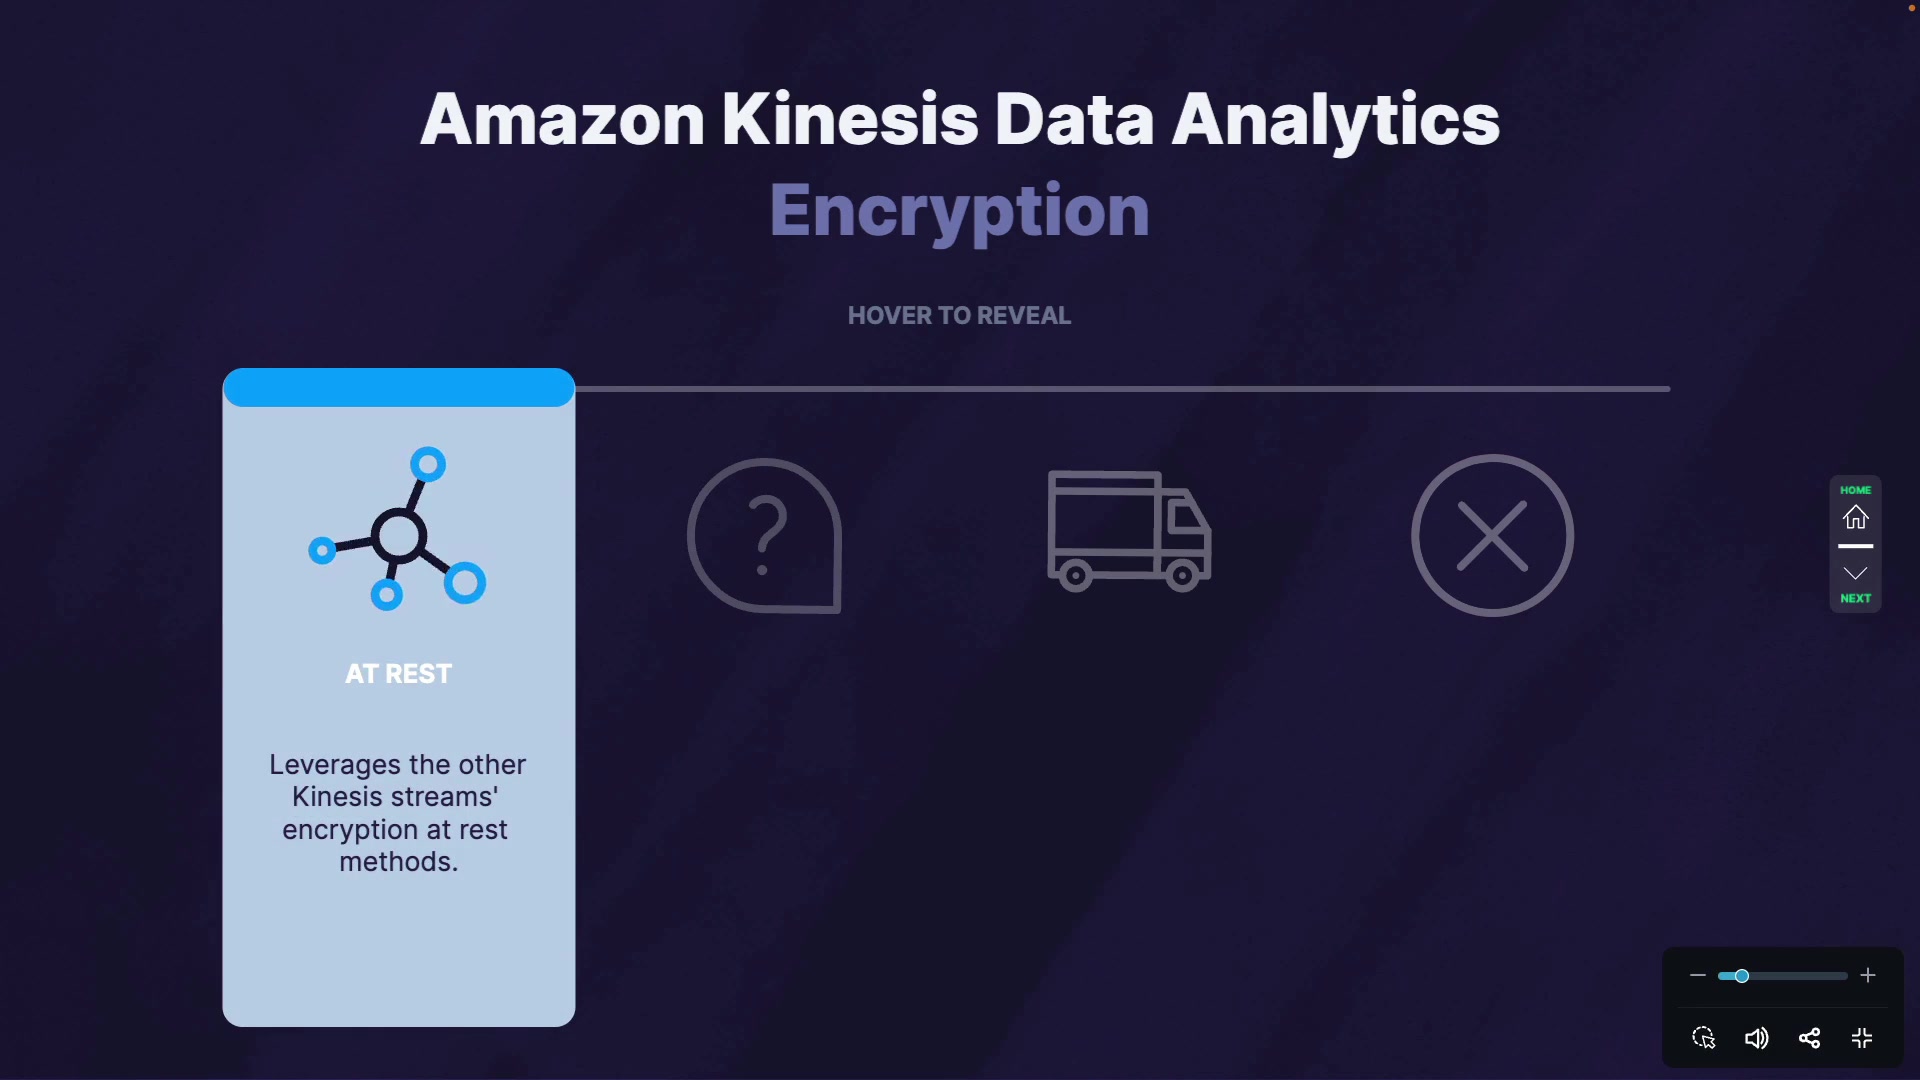 Amazon Kinesis Data Analytics
Encryption
HOVER TO REVEAL
?
AT REST
Leverages the other
Kinesis streams'
encryption at rest
methods.
HOME
NEXT